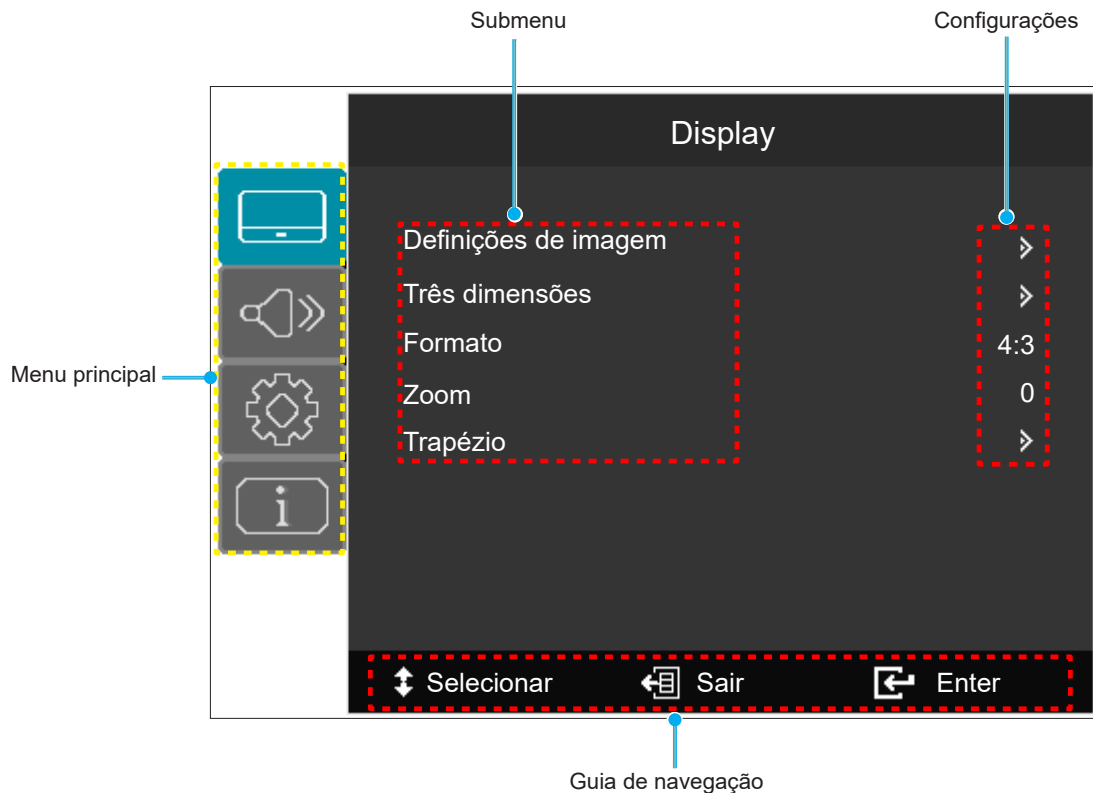 Submenu
Configurações
Display
Definições de imagem
Três dimensões
Formato
4:3
Menu principal
Zoom
0
Trapézio
i
Selecionar
Sair
Enter
Guia de navegação